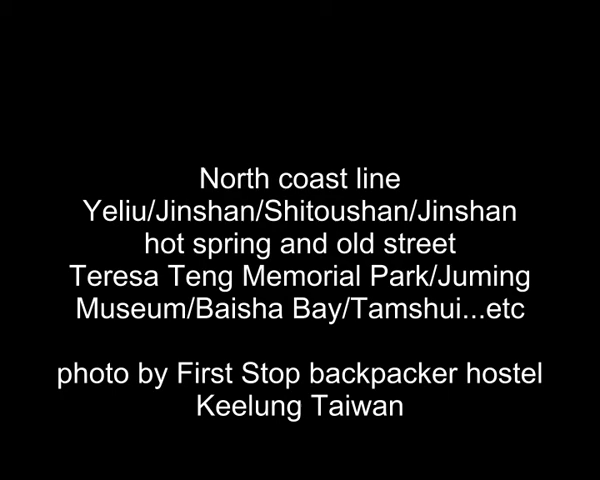 North coast line
Yeliu/Jinshan/Shitoushan/Jinshan
hot spring and old street
Teresa Teng Memorial Park/Juming
Museum/Baisha Bay/Tamshui...etc
photo by First Stop backpacker hostel
Keelung Taiwan